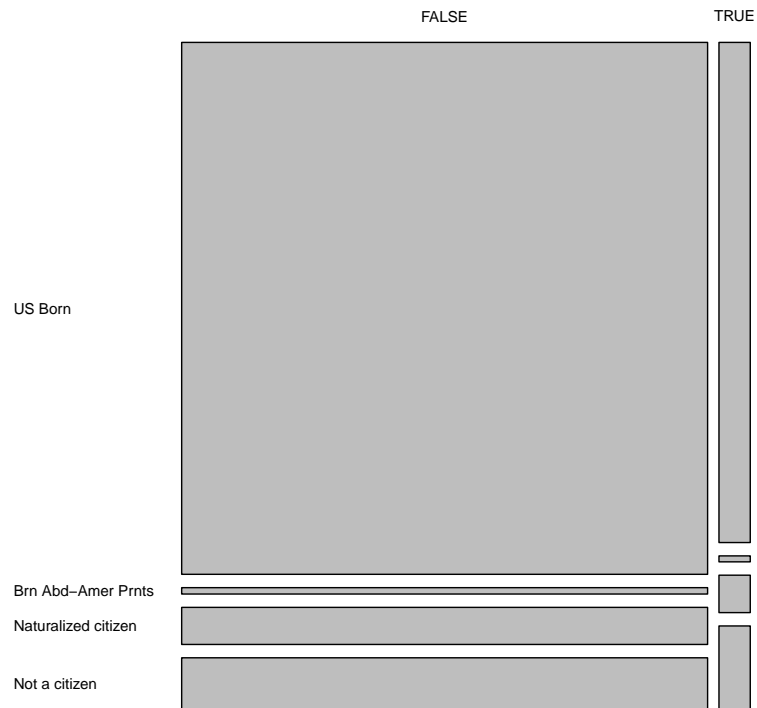 FALSE
TRUE
US Born
Brn Abd−Amer Prnts
Naturalized citizen
Not a citizen